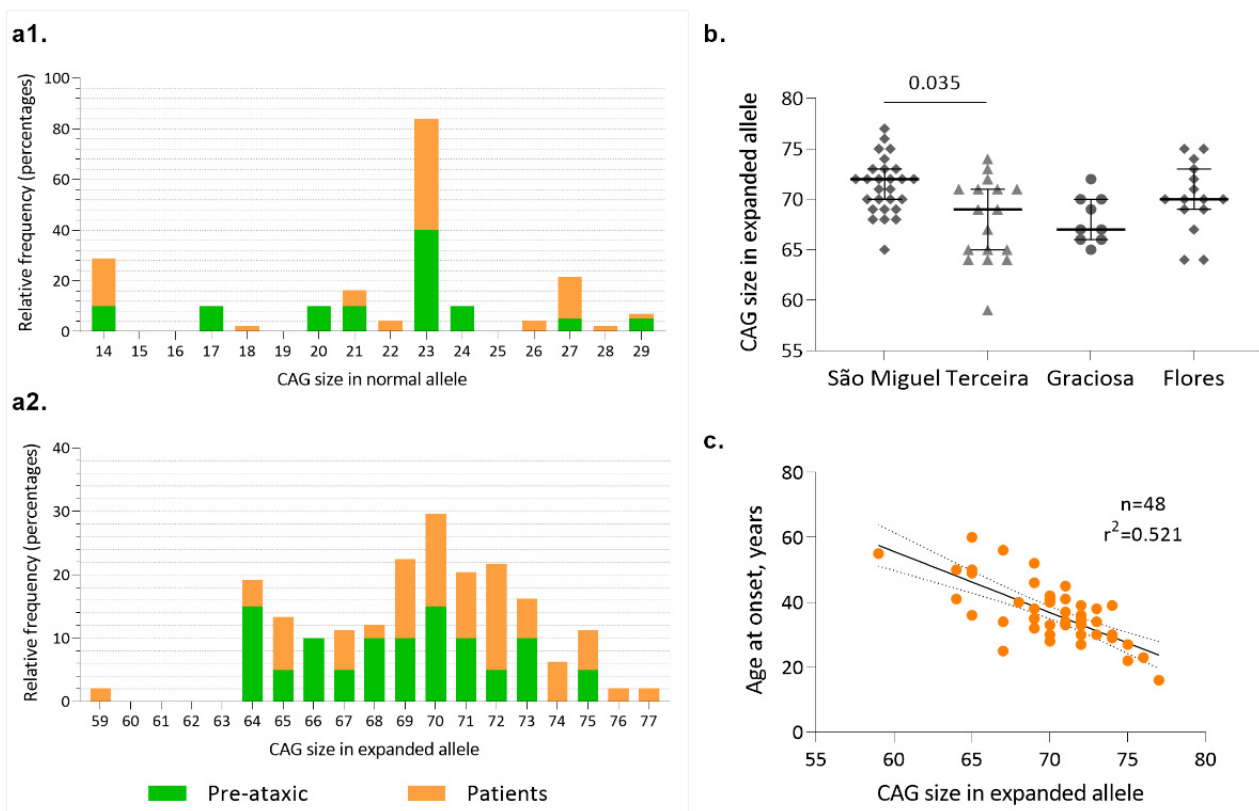 a1.
Relative frequency (percentages)
100
80
60
40
20
0
14 15 16 17 18 19 20 21 22 23 24 25 26 27 28 29
CAG size in normal allele
a2.
Relative frequency (percentages)
40
30
20
10
0
59 60 61 62 63 64 65 66 67 68 69 70 71 72 73 74 75 76 77
CAG size in expanded allele
Pre-ataxic Patients
b.
0.035
CAG size in expanded allele
80
75
70
65
60
55
São Miguel Terceira Graciosa Flores
c.
Age at onset, years
80
60
40
20
0
n=48
r²=0.521
55 60 65 70 75 80
CAG size in expanded allele